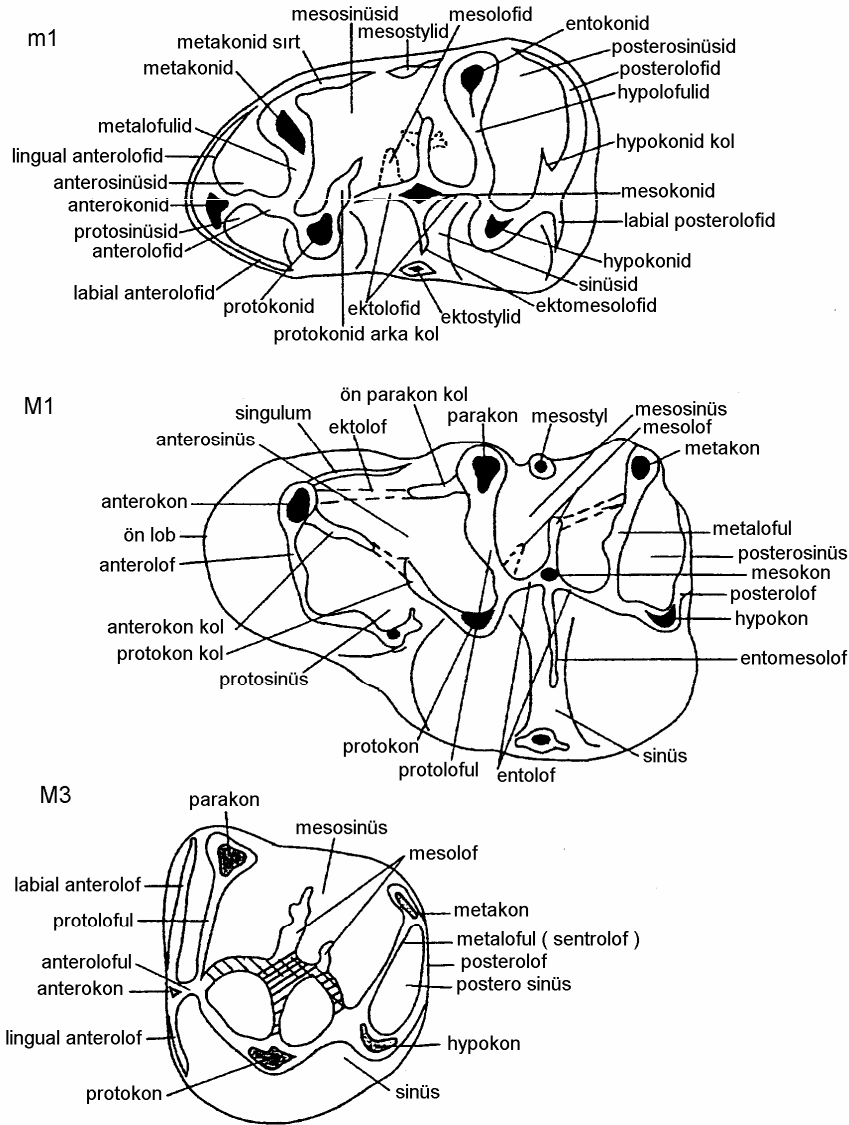 m1
mesosinüsid
mesolofid
mesostylid
entokonid
metakonid sırt
posterosinüsid
metakonid
posterolofid
hypolofulid
metalofulid
hypokonid kol
lingual anterolofid
anterosinüsid
mesokonid
anterokonid
labial posterolofid
protosinüsid
anterolofid
hypokonid
sinüsid
labial anterolofid
protokonid
ektolofid
ektostylid
ektomesolofid
protokonid arka kol
M1
ön parakon kol
singulum
parakon
mesostyl
mesosinüs
ektolof
mesolof
anterosinüs
metakon
anterokon
ön lob
metaloful
anterolof
posterosinüs
mesokon
posterolof
anterokon kol
hypokon
protokon kol
entomesolof
protosinüs
protokon
sinüs
protoloful
entolof
M3
parakon
mesosinüs
mesolof
labial anterolof
metakon
protoloful
metaloful ( sentrolof )
anteroloful
posterolof
anterokon
postero sinüs
lingual anterolof
hypokon
protokon
sinüs